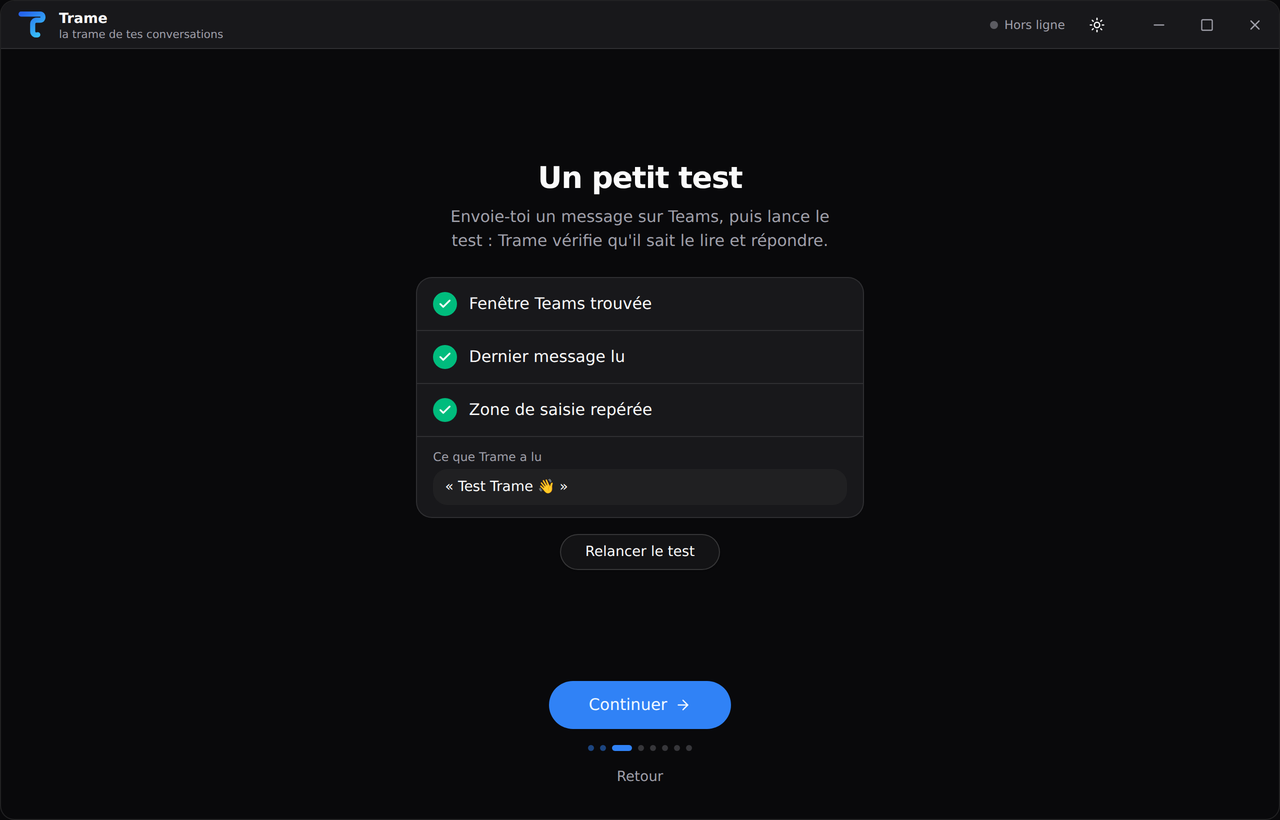 Trame
la trame de tes conversations
Hors ligne
Un petit test
Envoie-toi un message sur Teams, puis lance le
test : Trame vérifie qu'il sait le lire et répondre.
Fenêtre Teams trouvée
Dernier message lu
Zone de saisie repérée
Ce que Trame a lu
« Test Trame 👋 »
Relancer le test
Continuer →
Retour